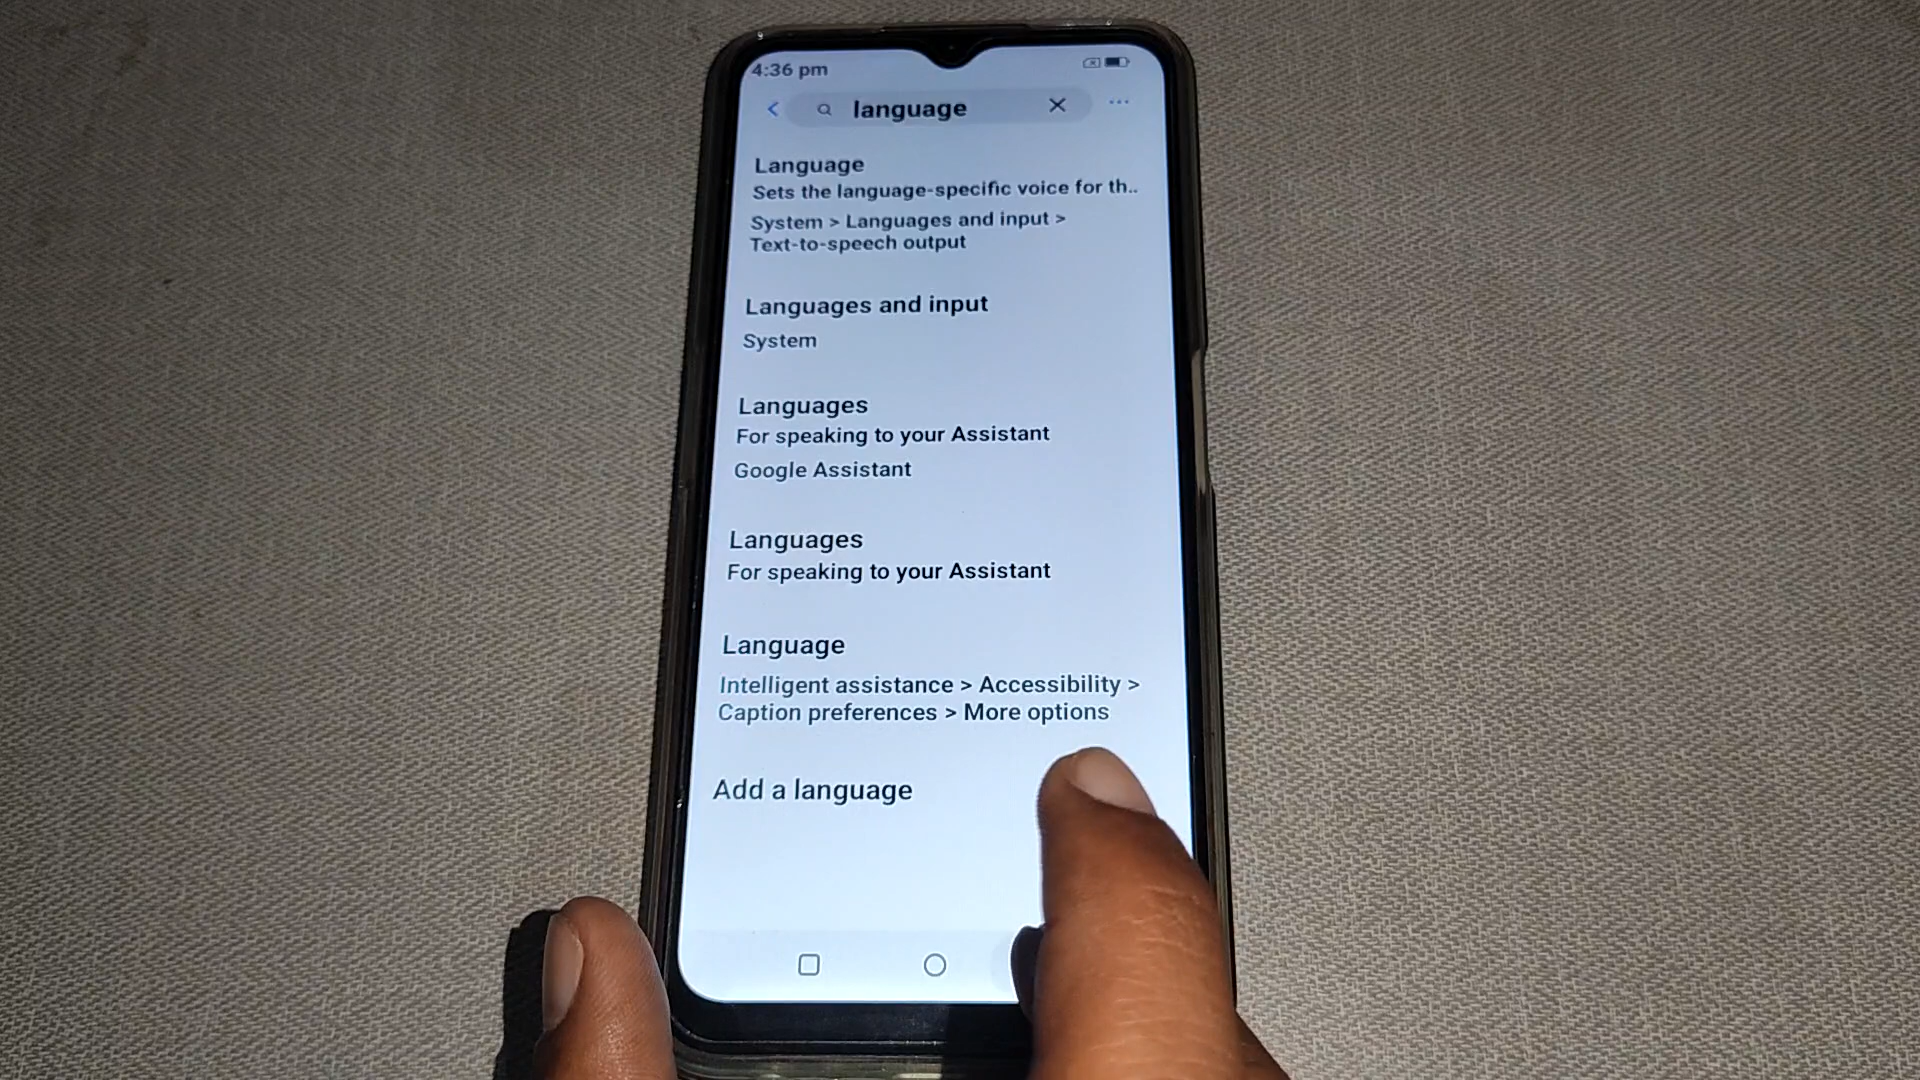 4:36 pm
language
Language
Sets the language-specific voice for th..
System > Languages and input >
Text-to-speech output
Languages and input
System
Languages
For speaking to your Assistant
Google Assistant
Languages
For speaking to your Assistant
Language
Intelligent assistance > Accessibility >
Caption preferences > More options
Add a language